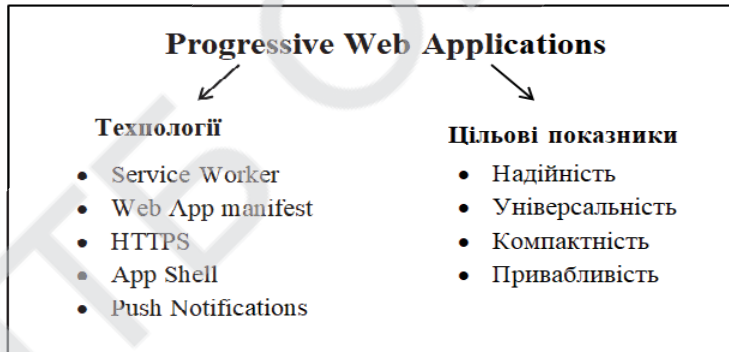 Progressive Web Applications
Технології
• Service Worker
• Web App manifest
• HTTPS
• App Shell
• Push Notifications
Цільові показники
• Надійність
• Універсальність
• Компактність
• Привабливість